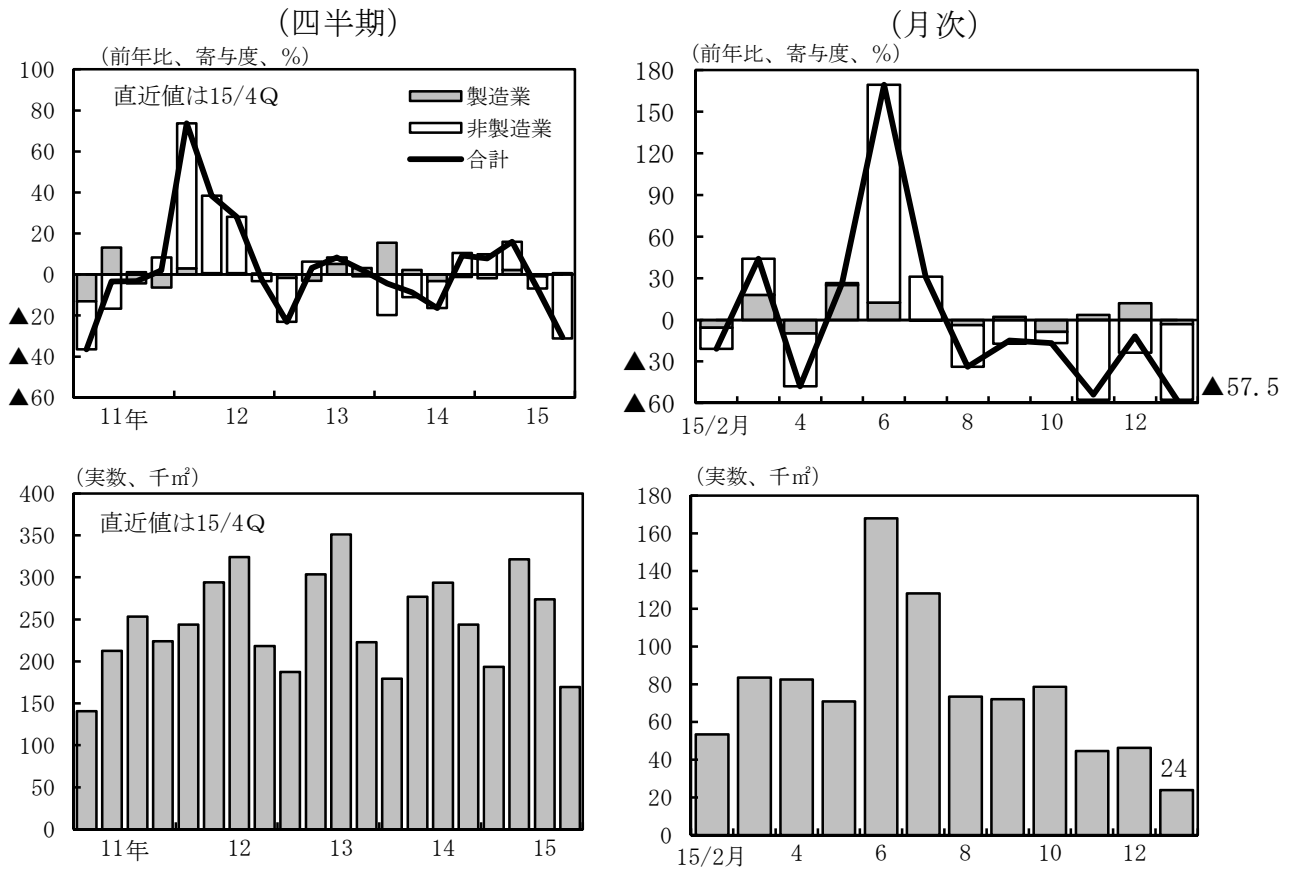 (四半期)
(前年比、寄与度、%)
100
80
60
40
20
0
▲20
▲40
▲60
直近値は15/4Q
製造業
非製造業
合計
11年 12 13 14 15
(月次)
(前年比、寄与度、%)
180
150
120
90
60
30
0
▲30
▲60
▲57.5
15/2月 4 6 8 10 12
(実数、千㎡)
400
350
300
250
200
150
100
50
0
直近値は15/4Q
11年 12 13 14 15
(実数、千㎡)
180
160
140
120
100
80
60
40
20
0
24
15/2月 4 6 8 10 12